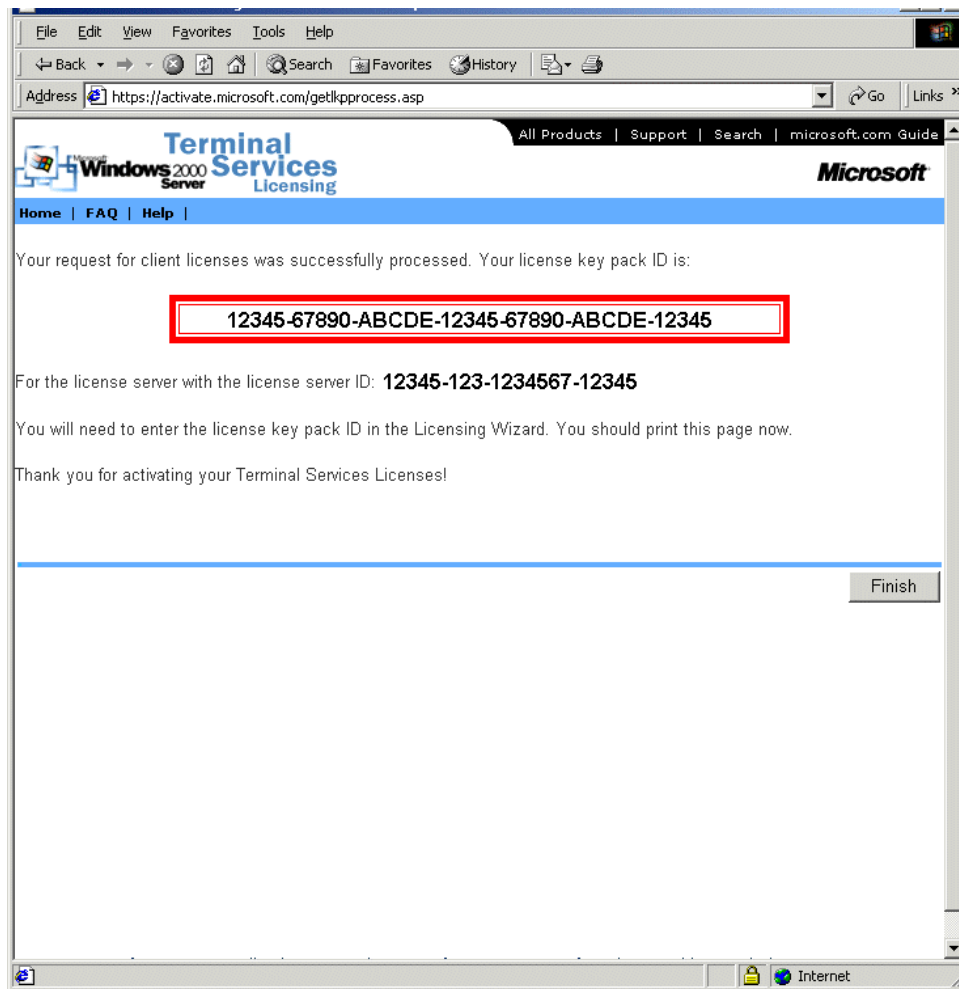 File Edit View Favorites Tools Help
Back Search Favorites History
Address https://activate.microsoft.com/getlkpprocess.asp Go Links »
All Products | Support | Search | microsoft.com Guide
Microsoft Windows 2000 Server Terminal Services Licensing
Microsoft
Home | FAQ | Help |
Your request for client licenses was successfully processed. Your license key pack ID is:
12345-67890-ABCDE-12345-67890-ABCDE-12345
For the license server with the license server ID: 12345-123-1234567-12345
You will need to enter the license key pack ID in the Licensing Wizard. You should print this page now.
Thank you for activating your Terminal Services Licenses!
Finish
Internet